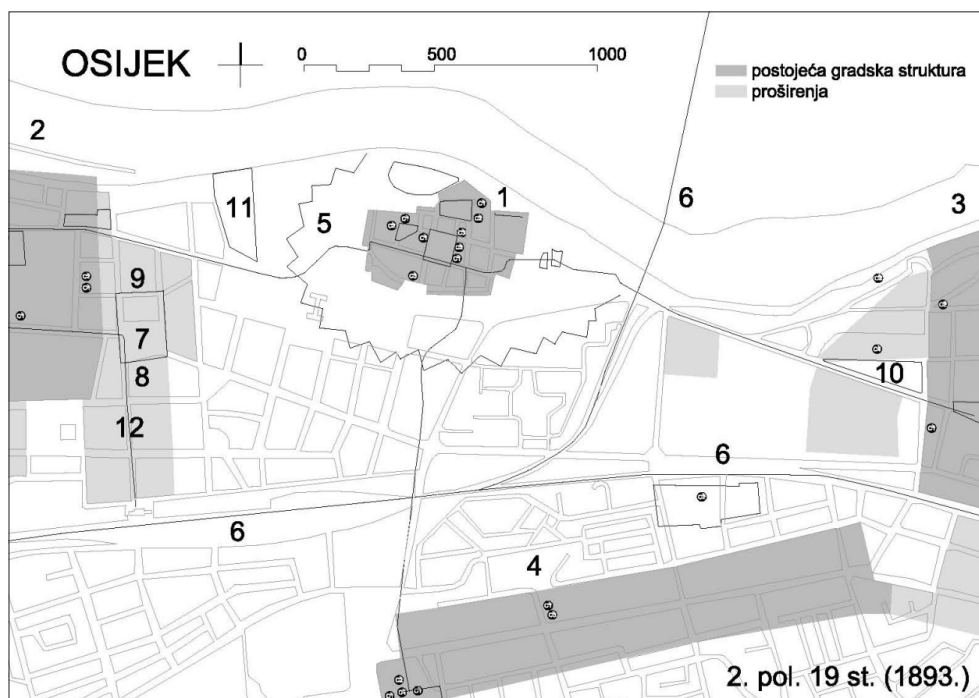 OSIJEK
0 500 1000
postojeća gradska struktura
proširenja
2
1
6
3
11
5
9
7
8
10
12
6
6
4
2. pol. 19 st. (1893.)